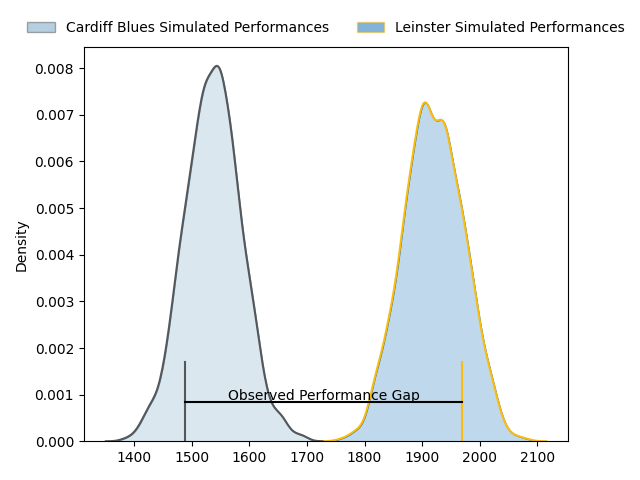 Cardiff Blues Simulated Performances
Leinster Simulated Performances
0.008
0.007
0.006
0.005
0.004
0.003
0.002
0.001
0.000
Density
Observed Performance Gap
1400 1500 1600 1700 1800 1900 2000 2100